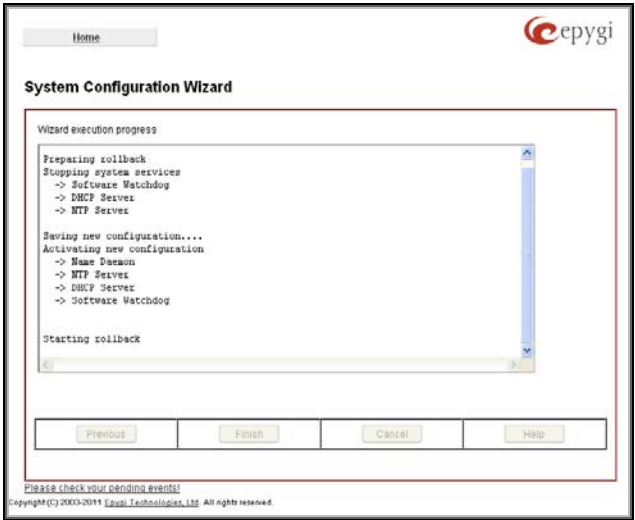 Home
epygi
System Configuration Wizard
Wizard execution progress
Preparing rollback
Stopping system services
-> Software Watchdog
-> DHCP Server
-> NTP Server
Saving new configuration....
Activating new configuration
-> Name Daemon
-> NTP Server
-> DHCP Server
-> Software Watchdog
Starting rollback
Previous Finish Cancel Help
Please check your pending events!
Copyright (C) 2003-2011 Epygi Technologies, Ltd. All rights reserved.